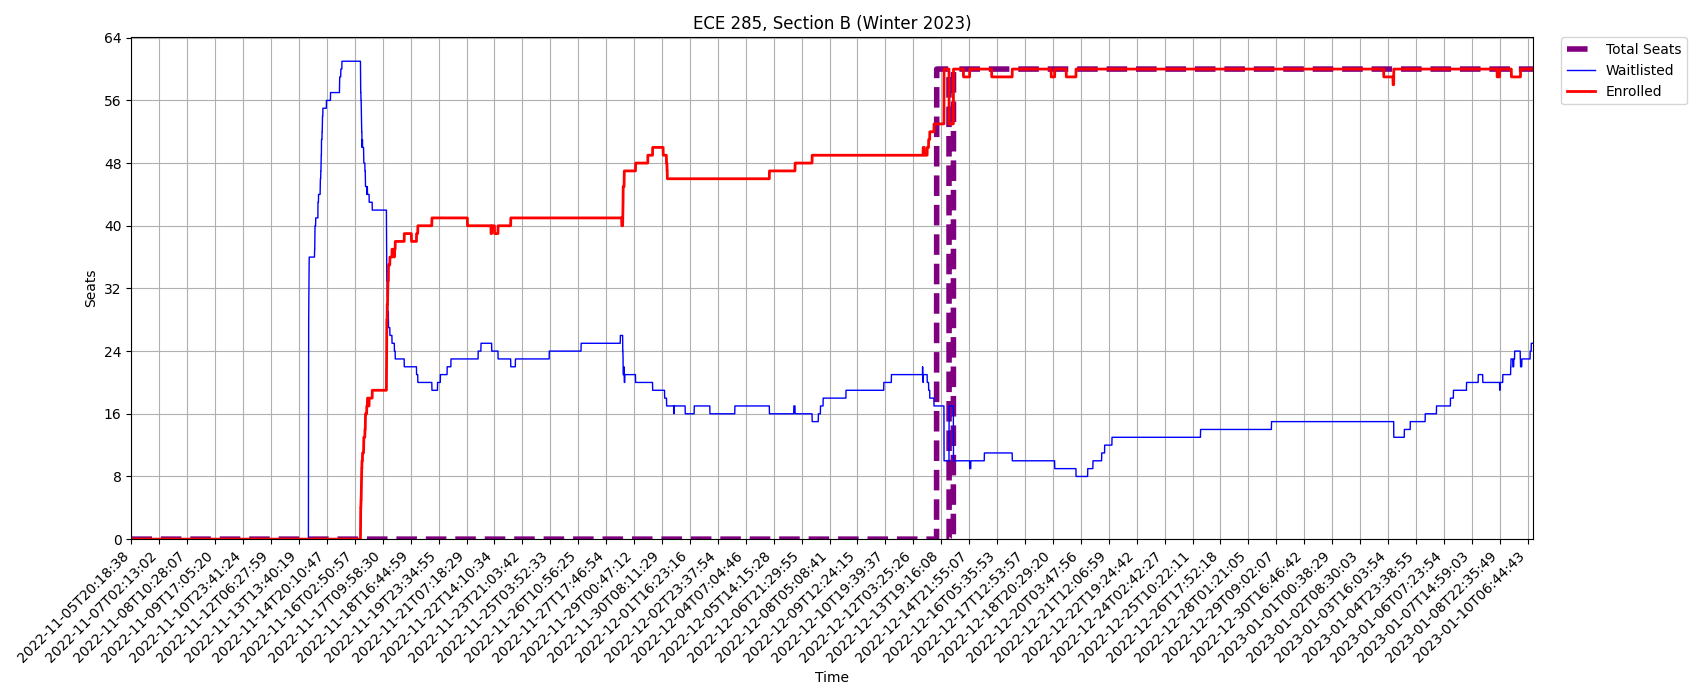 ECE 285, Section B (Winter 2023)
Total Seats
Waitlisted
Enrolled
64
56
48
40
32
24
16
8
0
Seats
2022-11-05T20:18:38
2022-11-07T02:13:02
2022-11-08T10:28:07
2022-11-09T17:05:20
2022-11-10T23:41:24
2022-11-12T06:27:59
2022-11-13T13:40:19
2022-11-14T20:10:47
2022-11-16T02:50:57
2022-11-17T09:58:30
2022-11-18T16:44:59
2022-11-19T23:34:55
2022-11-21T07:18:29
2022-11-22T14:10:34
2022-11-23T21:03:42
2022-11-25T03:52:33
2022-11-26T10:56:25
2022-11-27T17:46:54
2022-11-29T00:47:12
2022-11-30T08:11:29
2022-12-01T16:23:16
2022-12-02T23:37:54
2022-12-04T07:04:46
2022-12-05T14:15:28
2022-12-06T21:29:55
2022-12-08T05:08:41
2022-12-09T12:24:15
2022-12-10T19:39:37
2022-12-12T03:25:26
2022-12-13T19:16:08
2022-12-14T21:55:07
2022-12-16T05:35:53
2022-12-17T12:53:57
2022-12-18T20:29:20
2022-12-20T03:47:56
2022-12-21T12:06:59
2022-12-22T19:24:42
2022-12-24T02:42:27
2022-12-25T10:22:11
2022-12-26T17:52:18
2022-12-28T01:21:05
2022-12-29T09:02:07
2022-12-30T16:46:42
2023-01-01T00:38:29
2023-01-02T08:30:03
2023-01-03T16:03:54
2023-01-04T23:38:55
2023-01-06T07:23:54
2023-01-07T14:59:03
2023-01-08T22:35:49
2023-01-10T06:44:43
Time